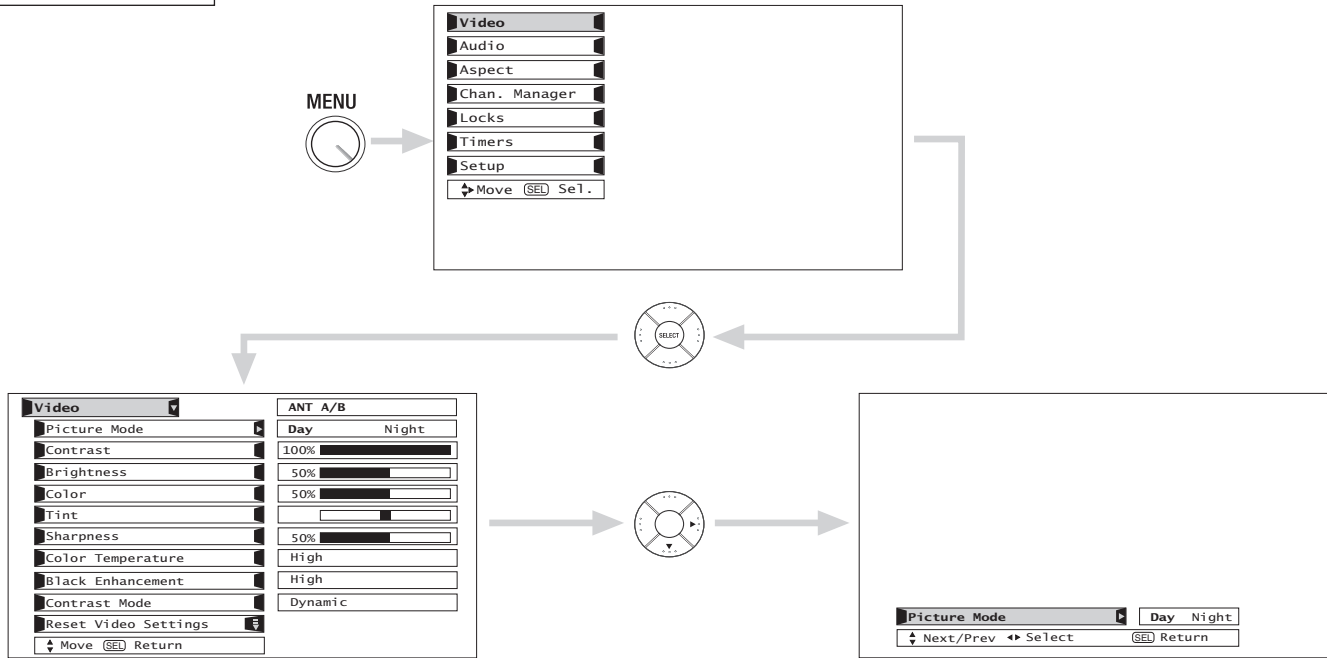 Video
Audio
Aspect
MENU
Chan. Manager
Locks
Timers
Setup
Move SEL Sel.
SELECT
Video
ANT A/B
Picture Mode
Day Night
Contrast
100%
Brightness
50%
Color
50%
Tint
Sharpness
50%
Color Temperature
High
Black Enhancement
High
Contrast Mode
Dynamic
Reset Video Settings
Move SEL Return
Picture Mode
Day Night
Next/Prev Select SEL Return